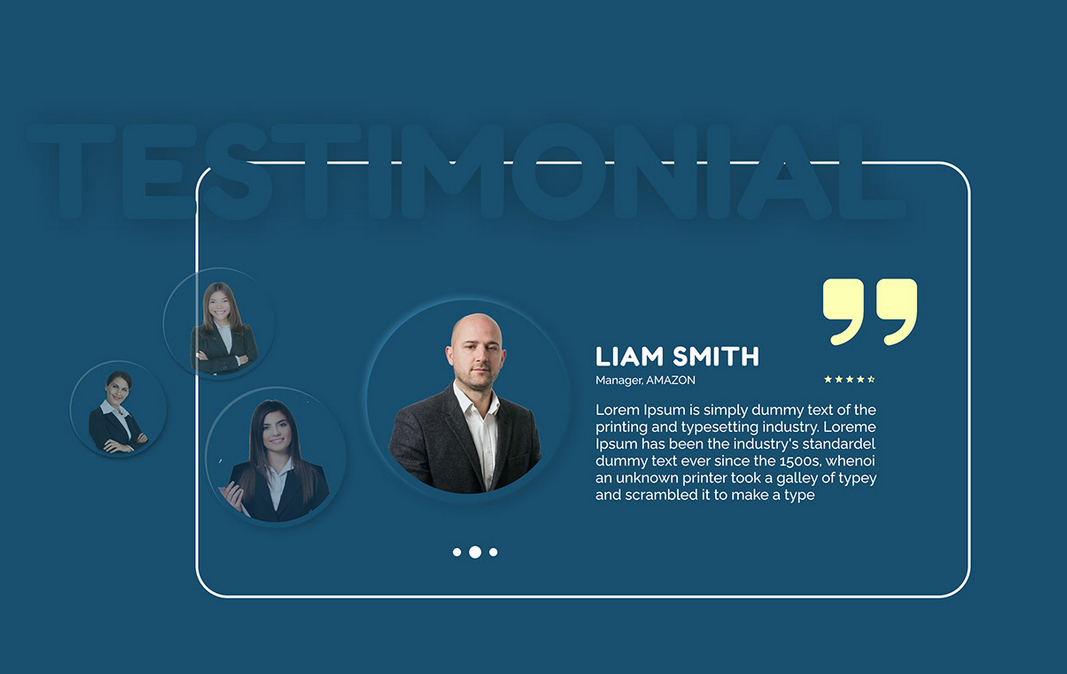 TESTIMONIAL
LIAM SMITH
Manager, AMAZON
Lorem Ipsum is simply dummy text of the
printing and typesetting industry. Loreme
Ipsum has been the industry's standardel
dummy text ever since the 1500s, whenoi
an unknown printer took a galley of typey
and scrambled it to make a type